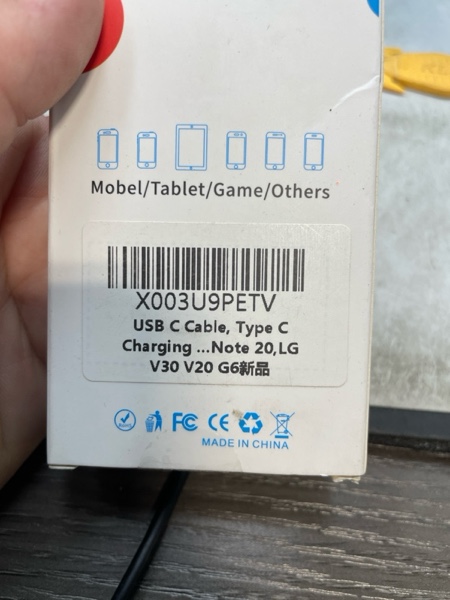 Mobel/Tablet/Game/Others
X003U9PETV
USB C Cable, Type C
Charging ...Note 20,LG
V30 V20 G6新品
FC CE
MADE IN CHINA